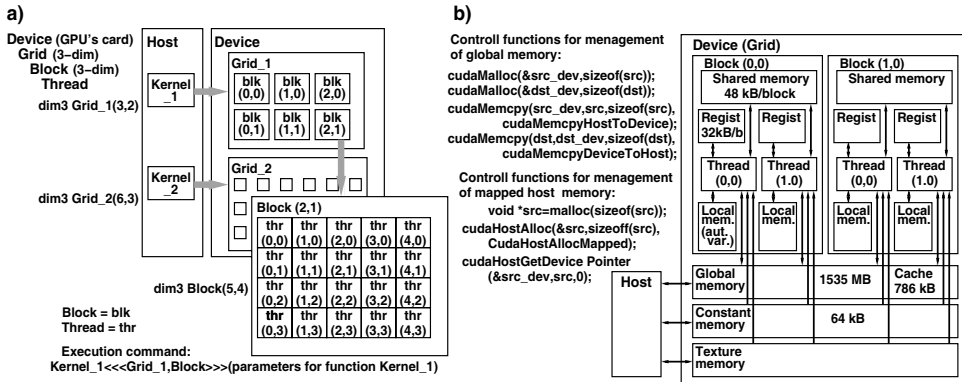 a)
Device (GPU's card)
Grid (3-dim)
Block (3-dim)
Thread
dim3 Grid_1(3,2)
dim3 Grid_2(6,3)
dim3 Block(5,4)
Host
Kernel
_1
Kernel
_2
Device
Grid_1
blk blk blk
(0,0) (1,0) (2,0)
blk blk blk
(0,1) (1,1) (2,1)
Grid_2
Block (2,1)
thr thr thr thr thr
(0,0) (1,0) (2,0) (3,0) (4,0)
thr thr thr thr thr
(0,1) (1,1) (2,1) (3,1) (4,1)
thr thr thr thr thr
(0,2) (1,2) (2,2) (3,2) (4,2)
thr thr thr thr thr
(0,3) (1,3) (2,3) (3,3) (4,3)
Block = blk
Thread = thr
Execution command:
Kernel_1<<<Grid_1,Block>>>(parameters for function Kernel_1)
b)
Controll functions for menagement
of global memory:
cudaMalloc(&src_dev,sizeof(src));
cudaMalloc(&dst_dev,sizeof(dst));
cudaMemcpy(src_dev,src,sizeof(src),
cudaMemcpyHostToDevice);
cudaMemcpy(dst,dst_dev,sizeof(dst),
cudaMemcpyDeviceToHost);
Controll functions for menagement
of mapped host memory:
void *src=malloc(sizeof(src));
cudaHostAlloc(&src,sizeoff(src),
CudaHostAllocMapped);
cudaHostGetDevice Pointer
(&src_dev,src,0);
Host
Device (Grid)
Block (0,0)
Shared memory
48 kB/block
Regist
32kB/b
Regist
Thread
(0,0)
Thread
(1.0)
Local
mem.
(aut.
var.)
Local
mem.
Block (1,0)
Shared memory
Regist
Regist
Thread
(0,0)
Thread
(1.0)
Local
mem.
Local
mem.
Global
memory
1535 MB
Cache
786 kB
Constant
memory
64 kB
Texture
memory